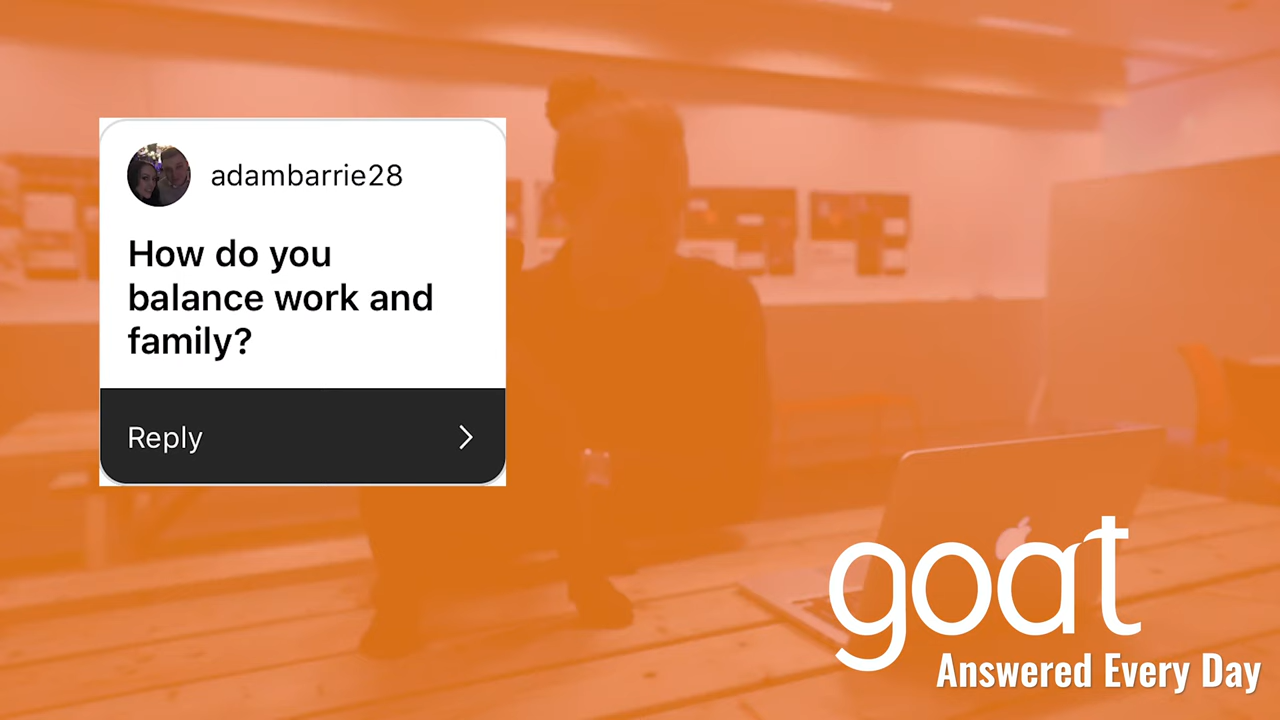 adambarrie28
How do you
balance work and
family?
Reply
goat
Answered Every Day